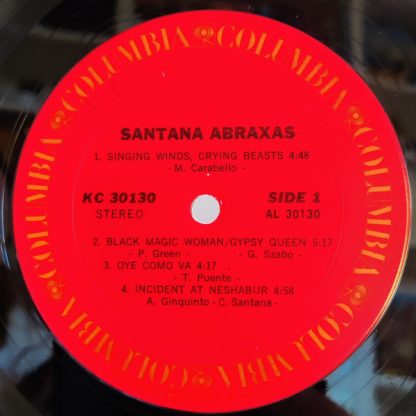 COLUMBIA COLUMBIA COLUMBIA COLUMBIA COLUMBIA COLUMBIA
SANTANA ABRAXAS
1. SINGING WINDS, CRYING BEASTS 4:48
- M. Carabello -
KC 30130 SIDE 1
STEREO AL 30130
2. BLACK MAGIC WOMAN/GYPSY QUEEN 5:17
- P. Green - - G. Szabo -
3. OYE COMO VA 4:17
- T. Puente -
4. INCIDENT AT NESHABUR 4:58
A. Ginquinto - C. Santana -